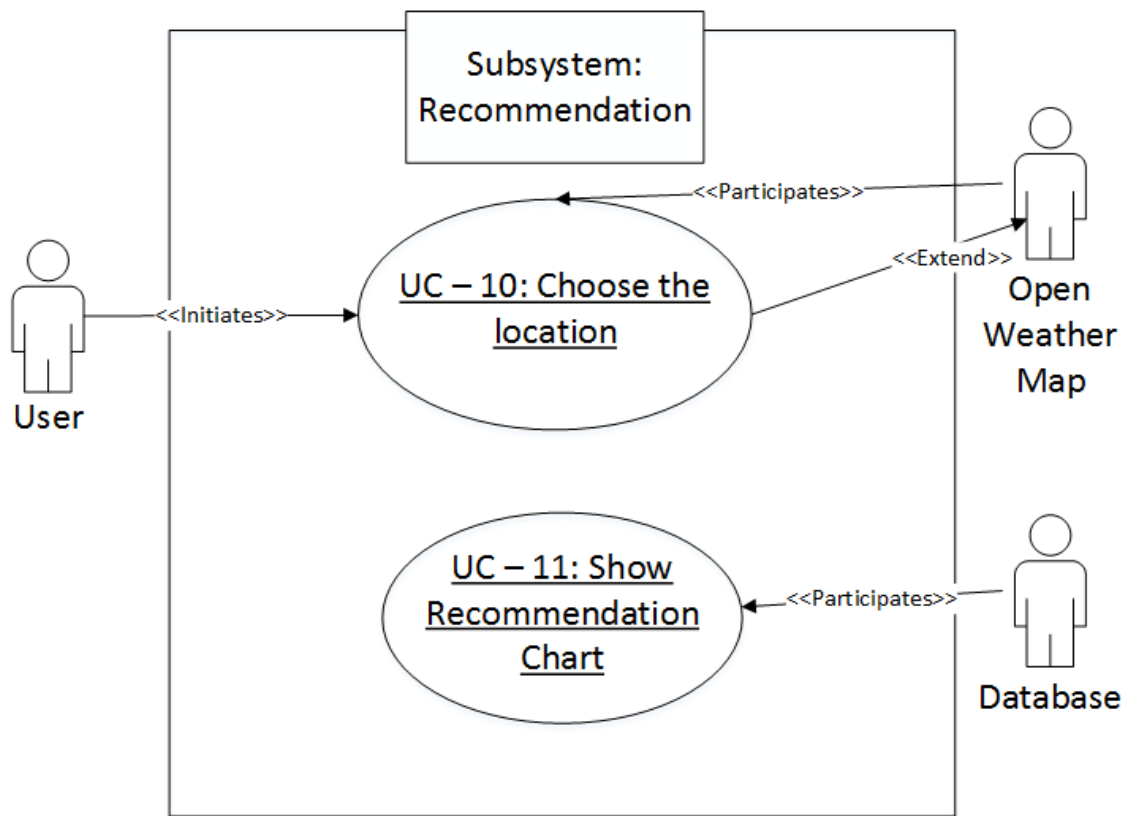 Subsystem:
Recommendation
<<Participates>>
<<Extend>>
UC – 10: Choose the
location
<<Initiates>>
User
Open
Weather
Map
UC – 11: Show
Recommendation
Chart
<<Participates>>
Database